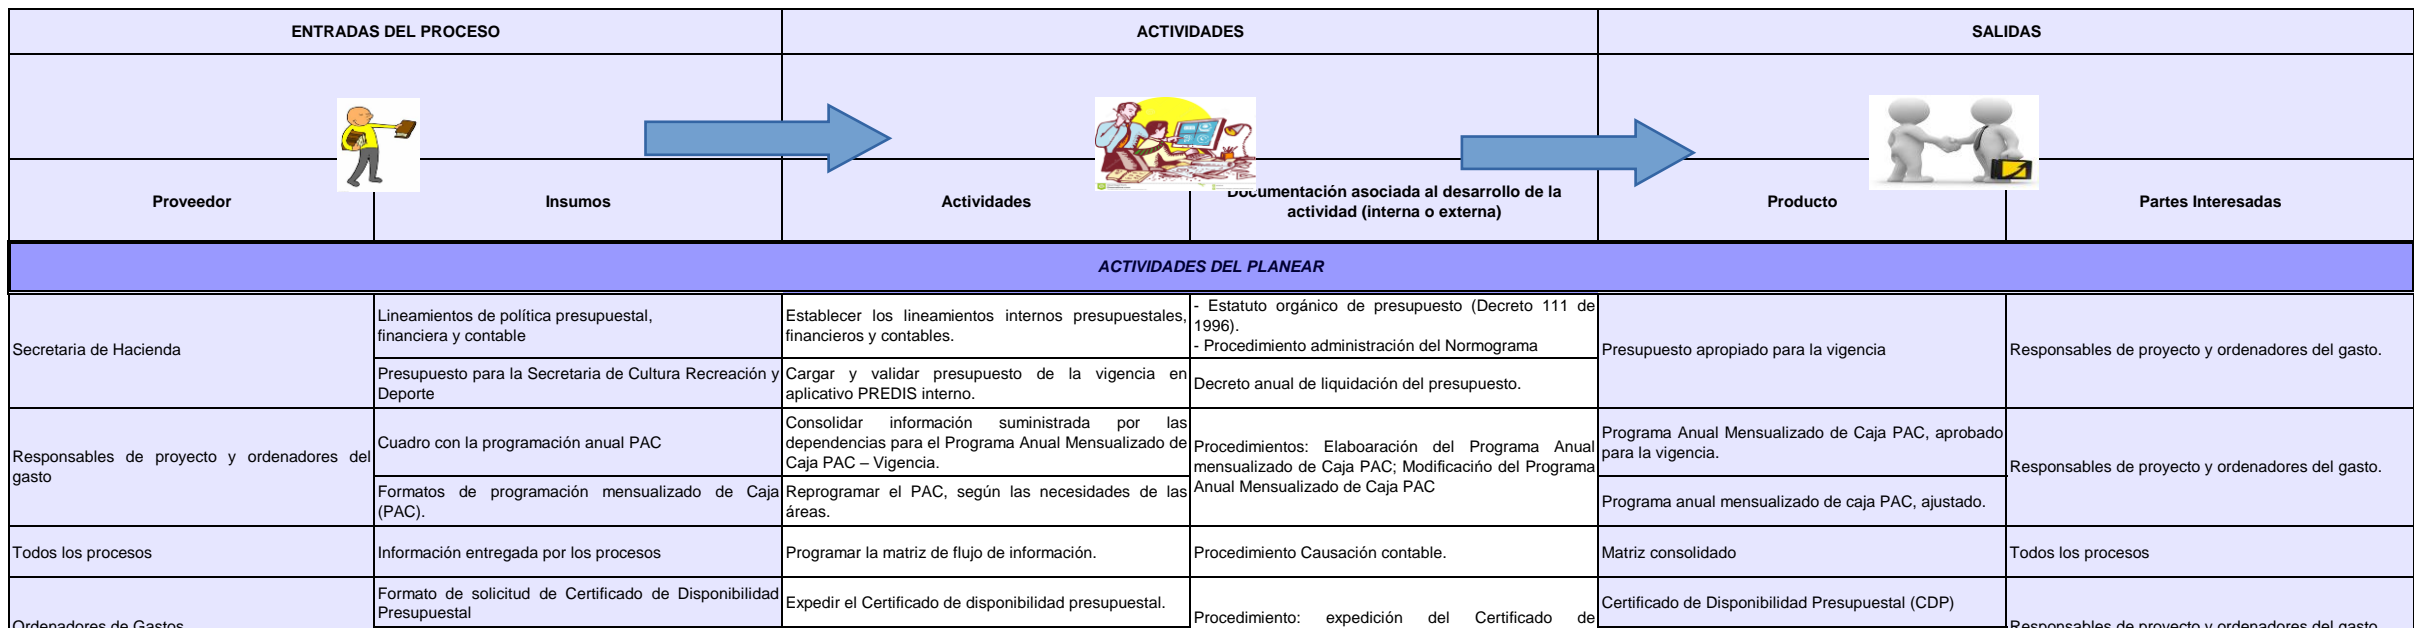 ENTRADAS DEL PROCESO
ACTIVIDADES
SALIDAS
Proveedor
Insumos
Actividades
Documentación asociada al desarrollo de la
actividad (interna o externa)
Producto
Partes Interesadas
ACTIVIDADES DEL PLANEAR
Secretaria de Hacienda
Lineamientos de política presupuestal,
financiera y contable
Establecer los lineamientos internos presupuestales,
financieros y contables.
- Estatuto orgánico de presupuesto (Decreto 111 de
1996).
- Procedimiento administración del Normograma
Presupuesto apropiado para la vigencia
Responsables de proyecto y ordenadores del gasto.
Presupuesto para la Secretaria de Cultura Recreación y
Deporte
Cargar y validar presupuesto de la vigencia en
aplicativo PREDIS interno.
Decreto anual de liquidación del presupuesto.
Responsables de proyecto y ordenadores del
gasto
Cuadro con la programación anual PAC
Consolidar información suministrada por las
dependencias para el Programa Anual Mensualizado de
Caja PAC – Vigencia.
Procedimientos: Elaboaración del Programa Anual
mensualizado de Caja PAC; Modificacińo del Programa
Anual Mensualizado de Caja PAC
Programa Anual Mensualizado de Caja PAC, aprobado
para la vigencia.
Responsables de proyecto y ordenadores del gasto.
Formatos de programación mensualizado de Caja
(PAC).
Reprogramar el PAC, según las necesidades de las
áreas.
Programa anual mensualizado de caja PAC, ajustado.
Todos los procesos
Información entregada por los procesos
Programar la matriz de flujo de información.
Procedimiento Causación contable.
Matriz consolidado
Todos los procesos
Ordenadores de Gastos
Formato de solicitud de Certificado de Disponibilidad
Presupuestal
Expedir el Certificado de disponibilidad presupuestal.
Procedimiento: expedición del Certificado de
Certificado de Disponibilidad Presupuestal (CDP)
Responsables de proyecto y ordenadores del gasto